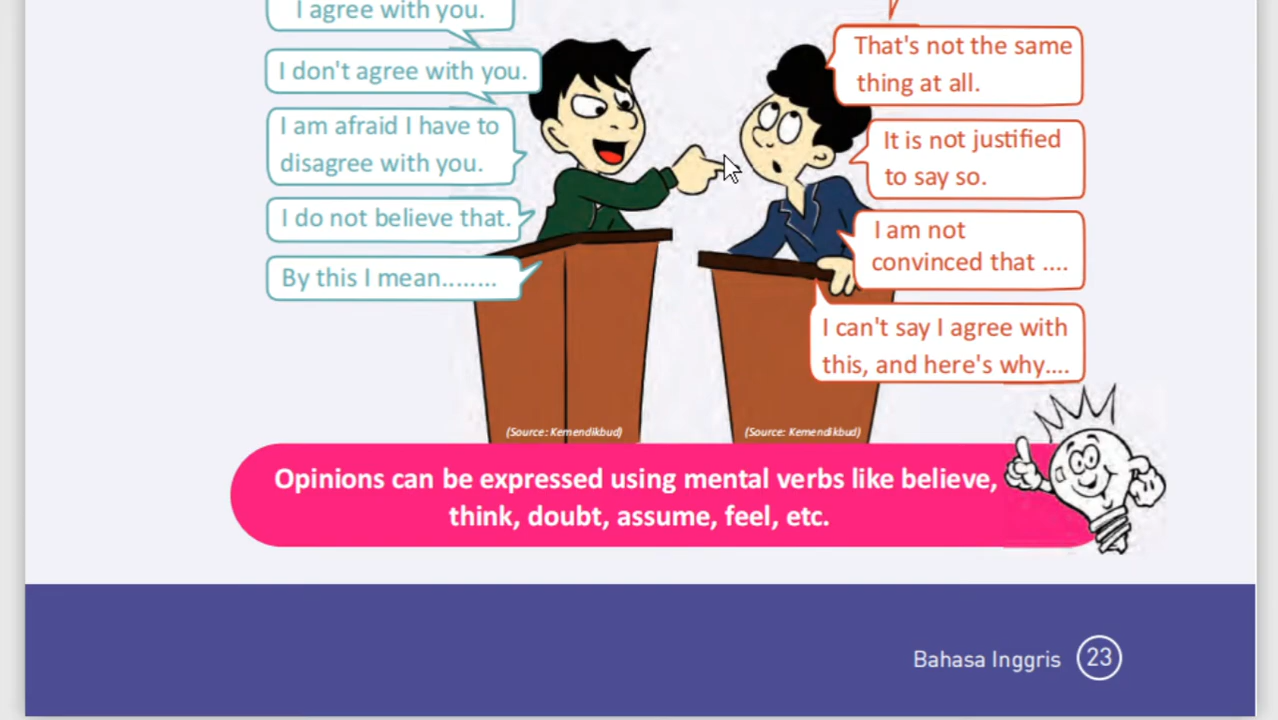 I agree with you.
I don't agree with you.
I am afraid I have to
disagree with you.
I do not believe that.
By this I mean........
That's not the same
thing at all.
It is not justified
to say so.
I am not
convinced that ....
I can't say I agree with
this, and here's why....
(Source: Kemendikbud)
(Source: Kemendikbud)
Opinions can be expressed using mental verbs like believe,
think, doubt, assume, feel, etc.
Bahasa Inggris 23